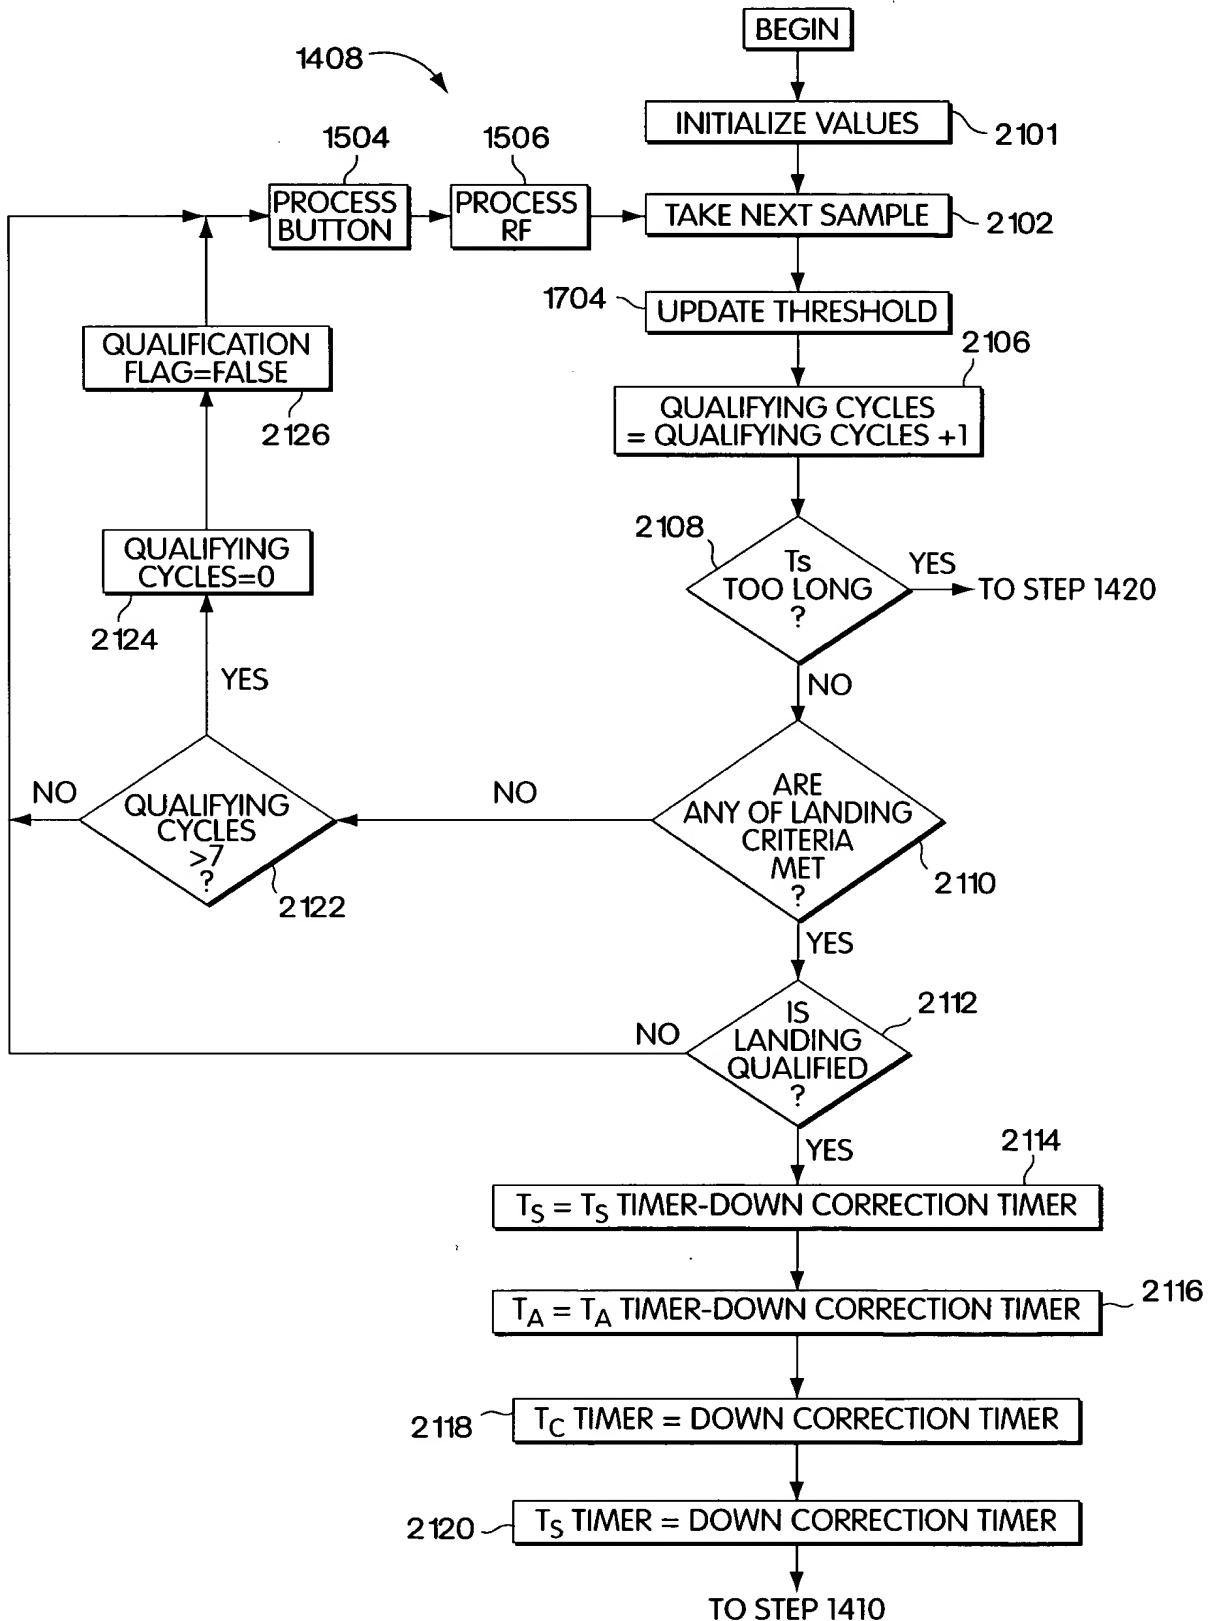 BEGIN
1408
INITIALIZE VALUES
2101
1504
1506
PROCESS
BUTTON
PROCESS
RF
TAKE NEXT SAMPLE
2102
1704
UPDATE THRESHOLD
QUALIFICATION
FLAG=FALSE
2126
2106
QUALIFYING CYCLES
= QUALIFYING CYCLES +1
2108
Ts
TOO LONG
?
YES
TO STEP 1420
NO
QUALIFYING
CYCLES=0
2124
YES
NO
QUALIFYING
CYCLES
>7
?
2122
NO
ARE
ANY OF LANDING
CRITERIA
MET
?
2110
YES
NO
IS
LANDING
QUALIFIED
?
2112
YES
2114
TS = TS TIMER-DOWN CORRECTION TIMER
TA = TA TIMER-DOWN CORRECTION TIMER
2116
2118
TC TIMER = DOWN CORRECTION TIMER
2120
TS TIMER = DOWN CORRECTION TIMER
TO STEP 1410